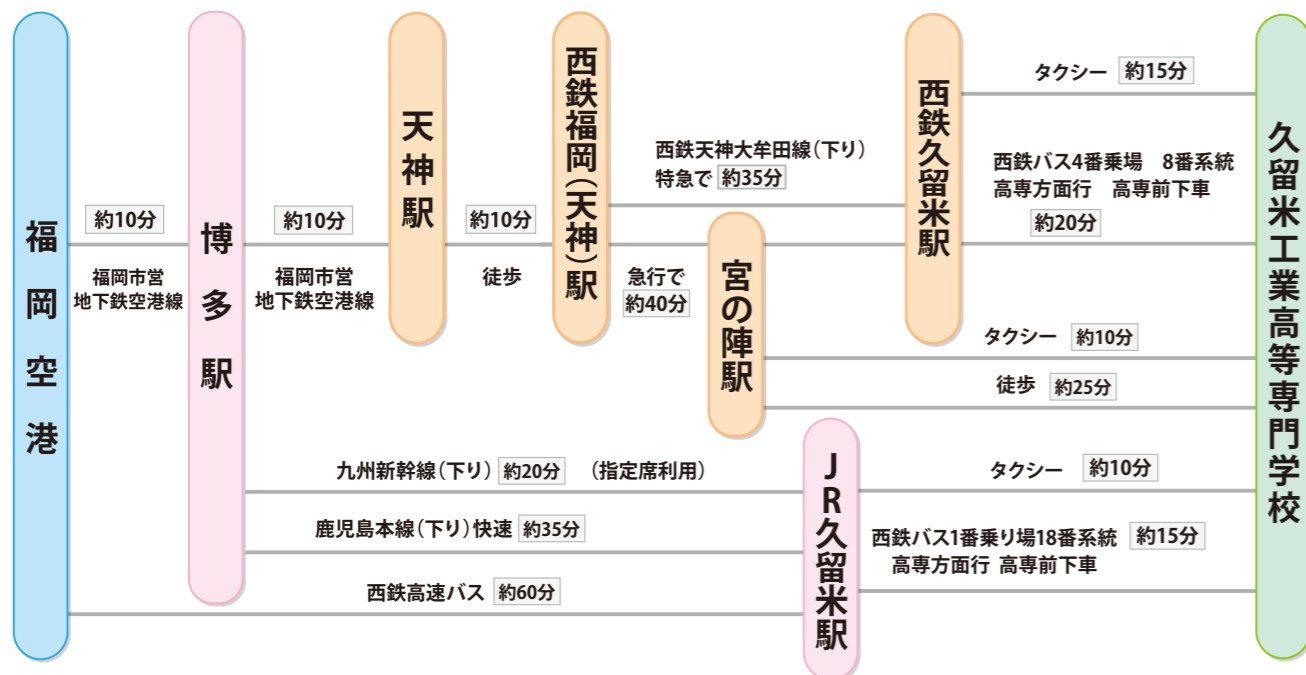 福岡空港
約10分
福岡市営
地下鉄空港線
博多駅
約10分
福岡市営
地下鉄空港線
天神駅
約10分
徒歩
西鉄福岡(天神)駅
西鉄天神大牟田線(下り)
特急で 約35分
急行で
約40分
宮の陣駅
西鉄久留米駅
タクシー 約15分
西鉄バス4番乗場 8番系統
高専方面行 高専前下車
約20分
タクシー 約10分
徒歩 約25分
九州新幹線(下り) 約20分 (指定席利用)
鹿児島本線(下り)快速 約35分
西鉄高速バス 約60分
JR久留米駅
タクシー 約10分
西鉄バス1番乗り場18番系統 約15分
高専方面行 高専前下車
久留米工業高等専門学校